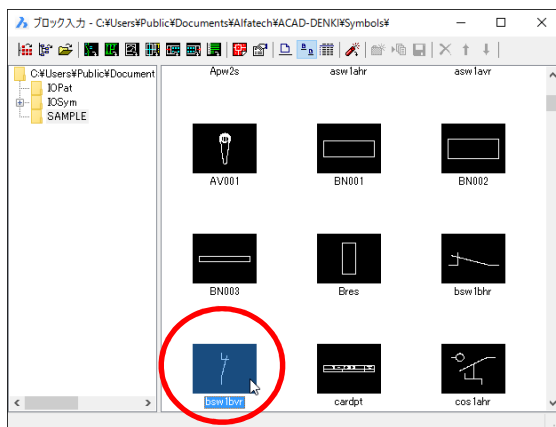 ブロック入力 - C:¥Users¥Public¥Documents¥Alfatech¥ACAD-DENKI¥Symbols¥
C:¥Users¥Public¥Document
IOPat
IOSym
SAMPLE
Apw2s
asw1ahr
asw1avr
AV001
BN001
BN002
BN003
Bres
bsw1bhr
bsw1bvr
cardpt
cos1ahr